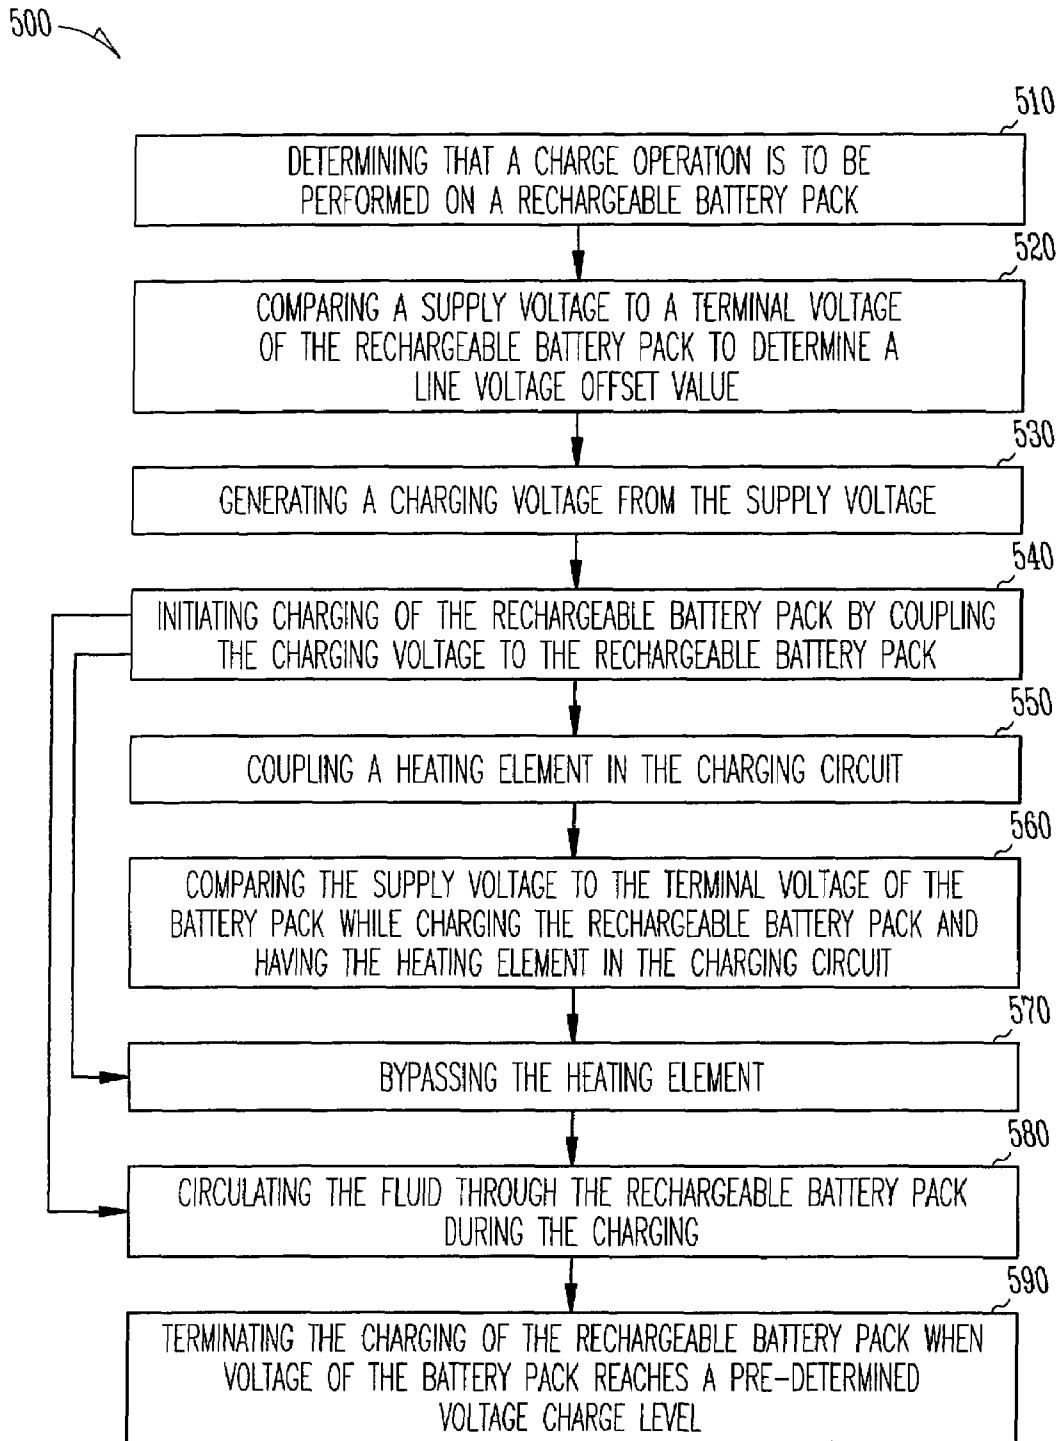 500
510
DETERMINING THAT A CHARGE OPERATION IS TO BE
PERFORMED ON A RECHARGEABLE BATTERY PACK
520
COMPARING A SUPPLY VOLTAGE TO A TERMINAL VOLTAGE
OF THE RECHARGEABLE BATTERY PACK TO DETERMINE A
LINE VOLTAGE OFFSET VALUE
530
GENERATING A CHARGING VOLTAGE FROM THE SUPPLY VOLTAGE
540
INITIATING CHARGING OF THE RECHARGEABLE BATTERY PACK BY COUPLING
THE CHARGING VOLTAGE TO THE RECHARGEABLE BATTERY PACK
550
COUPLING A HEATING ELEMENT IN THE CHARGING CIRCUIT
560
COMPARING THE SUPPLY VOLTAGE TO THE TERMINAL VOLTAGE OF THE
BATTERY PACK WHILE CHARGING THE RECHARGEABLE BATTERY PACK AND
HAVING THE HEATING ELEMENT IN THE CHARGING CIRCUIT
570
BYPASSING THE HEATING ELEMENT
580
CIRCULATING THE FLUID THROUGH THE RECHARGEABLE BATTERY PACK
DURING THE CHARGING
590
TERMINATING THE CHARGING OF THE RECHARGEABLE BATTERY PACK WHEN
VOLTAGE OF THE BATTERY PACK REACHES A PRE-DETERMINED
VOLTAGE CHARGE LEVEL